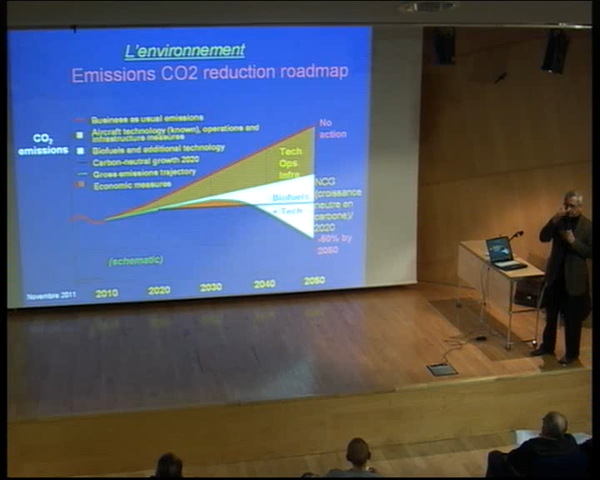 L'environnement
Emissions CO2 reduction roadmap
CO2
emissions
Business as usual emissions
Aircraft technology (known), operations and
infrastructure measures
Biofuels and additional technology
Carbon-neutral growth 2020
Gross emissions trajectory
Economic measures
No
action
Tech
Ops
Infra
Biofuels
+ Tech
NCG
(croissance
neutre en
carbone)/
2020
-50% by
2050
(schematic)
Novembre 2011
2010
2020
2030
2040
2050